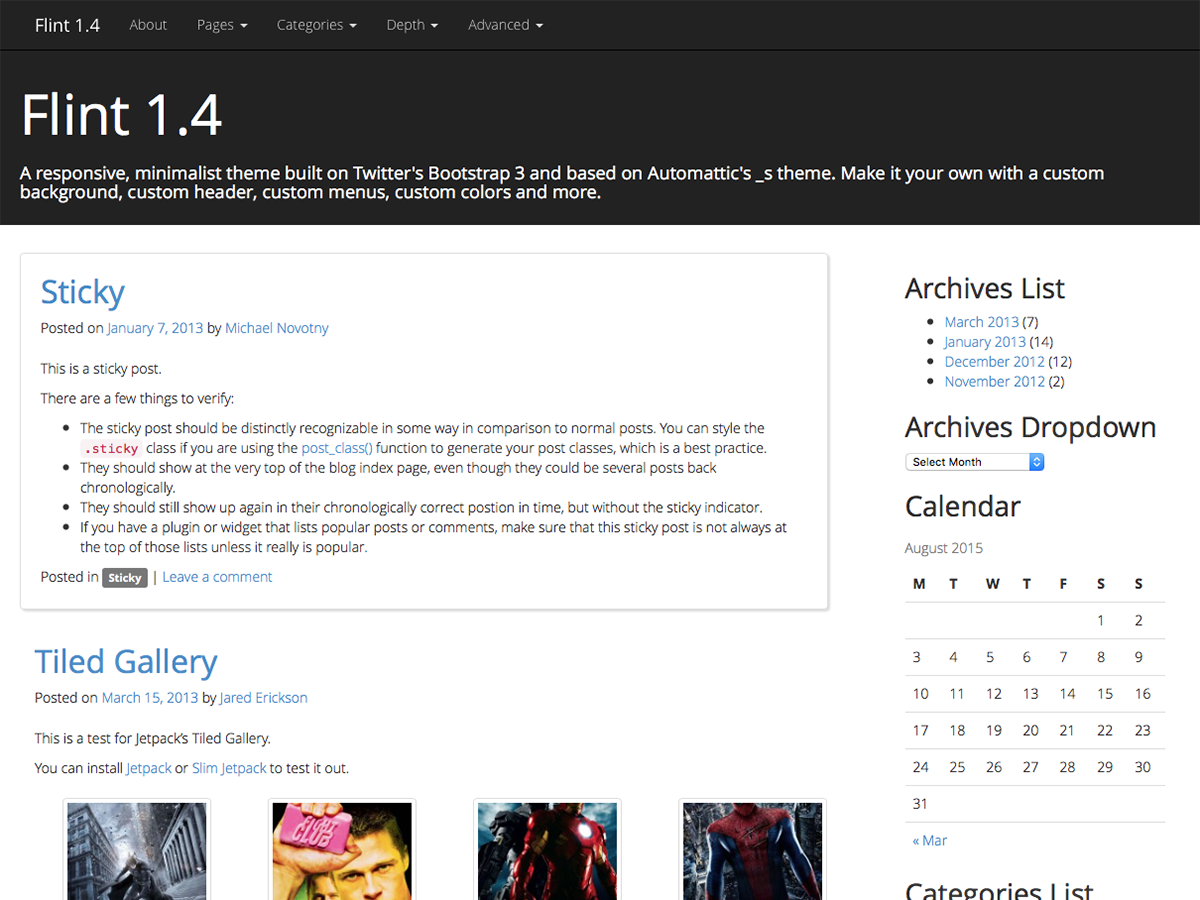 Flint 1.4 About Pages Categories Depth Advanced
Flint 1.4
A responsive, minimalist theme built on Twitter's Bootstrap 3 and based on Automattic's _s theme. Make it your own with a custom
background, custom header, custom menus, custom colors and more.
Sticky
Posted on January 7, 2013 by Michael Novotny
This is a sticky post.
There are a few things to verify:
The sticky post should be distinctly recognizable in some way in comparison to normal posts. You can style the
.sticky class if you are using the post_class() function to generate your post classes, which is a best practice.
They should show at the very top of the blog index page, even though they could be several posts back
chronologically.
They should still show up again in their chronologically correct postion in time, but without the sticky indicator.
If you have a plugin or widget that lists popular posts or comments, make sure that this sticky post is not always at
the top of those lists unless it really is popular.
Posted in Sticky | Leave a comment
Tiled Gallery
Posted on March 15, 2013 by Jared Erickson
This is a test for Jetpack's Tiled Gallery.
You can install Jetpack or Slim Jetpack to test it out.
FIGHT CLUB
Archives List
March 2013 (7)
January 2013 (14)
December 2012 (12)
November 2012 (2)
Archives Dropdown
Select Month
Calendar
August 2015
M T W T F S S
1 2
3 4 5 6 7 8 9
10 11 12 13 14 15 16
17 18 19 20 21 22 23
24 25 26 27 28 29 30
31
« Mar
Categories List